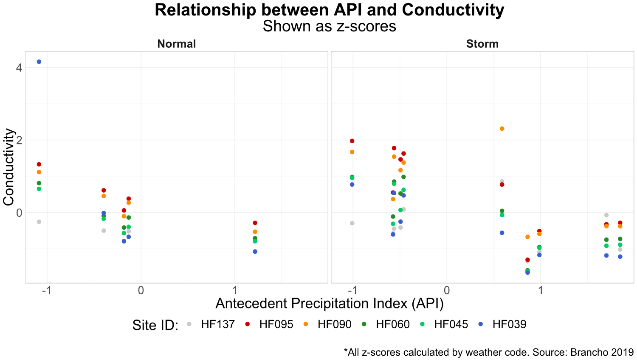 Relationship between API and Conductivity
Shown as z-scores
Normal
Storm
Conductivity
4
2
0
-1
0
1
-1
0
1
Antecedent Precipitation Index (API)
Site ID: HF137 HF095 HF090 HF060 HF045 HF039
*All z-scores calculated by weather code. Source: Brancho 2019